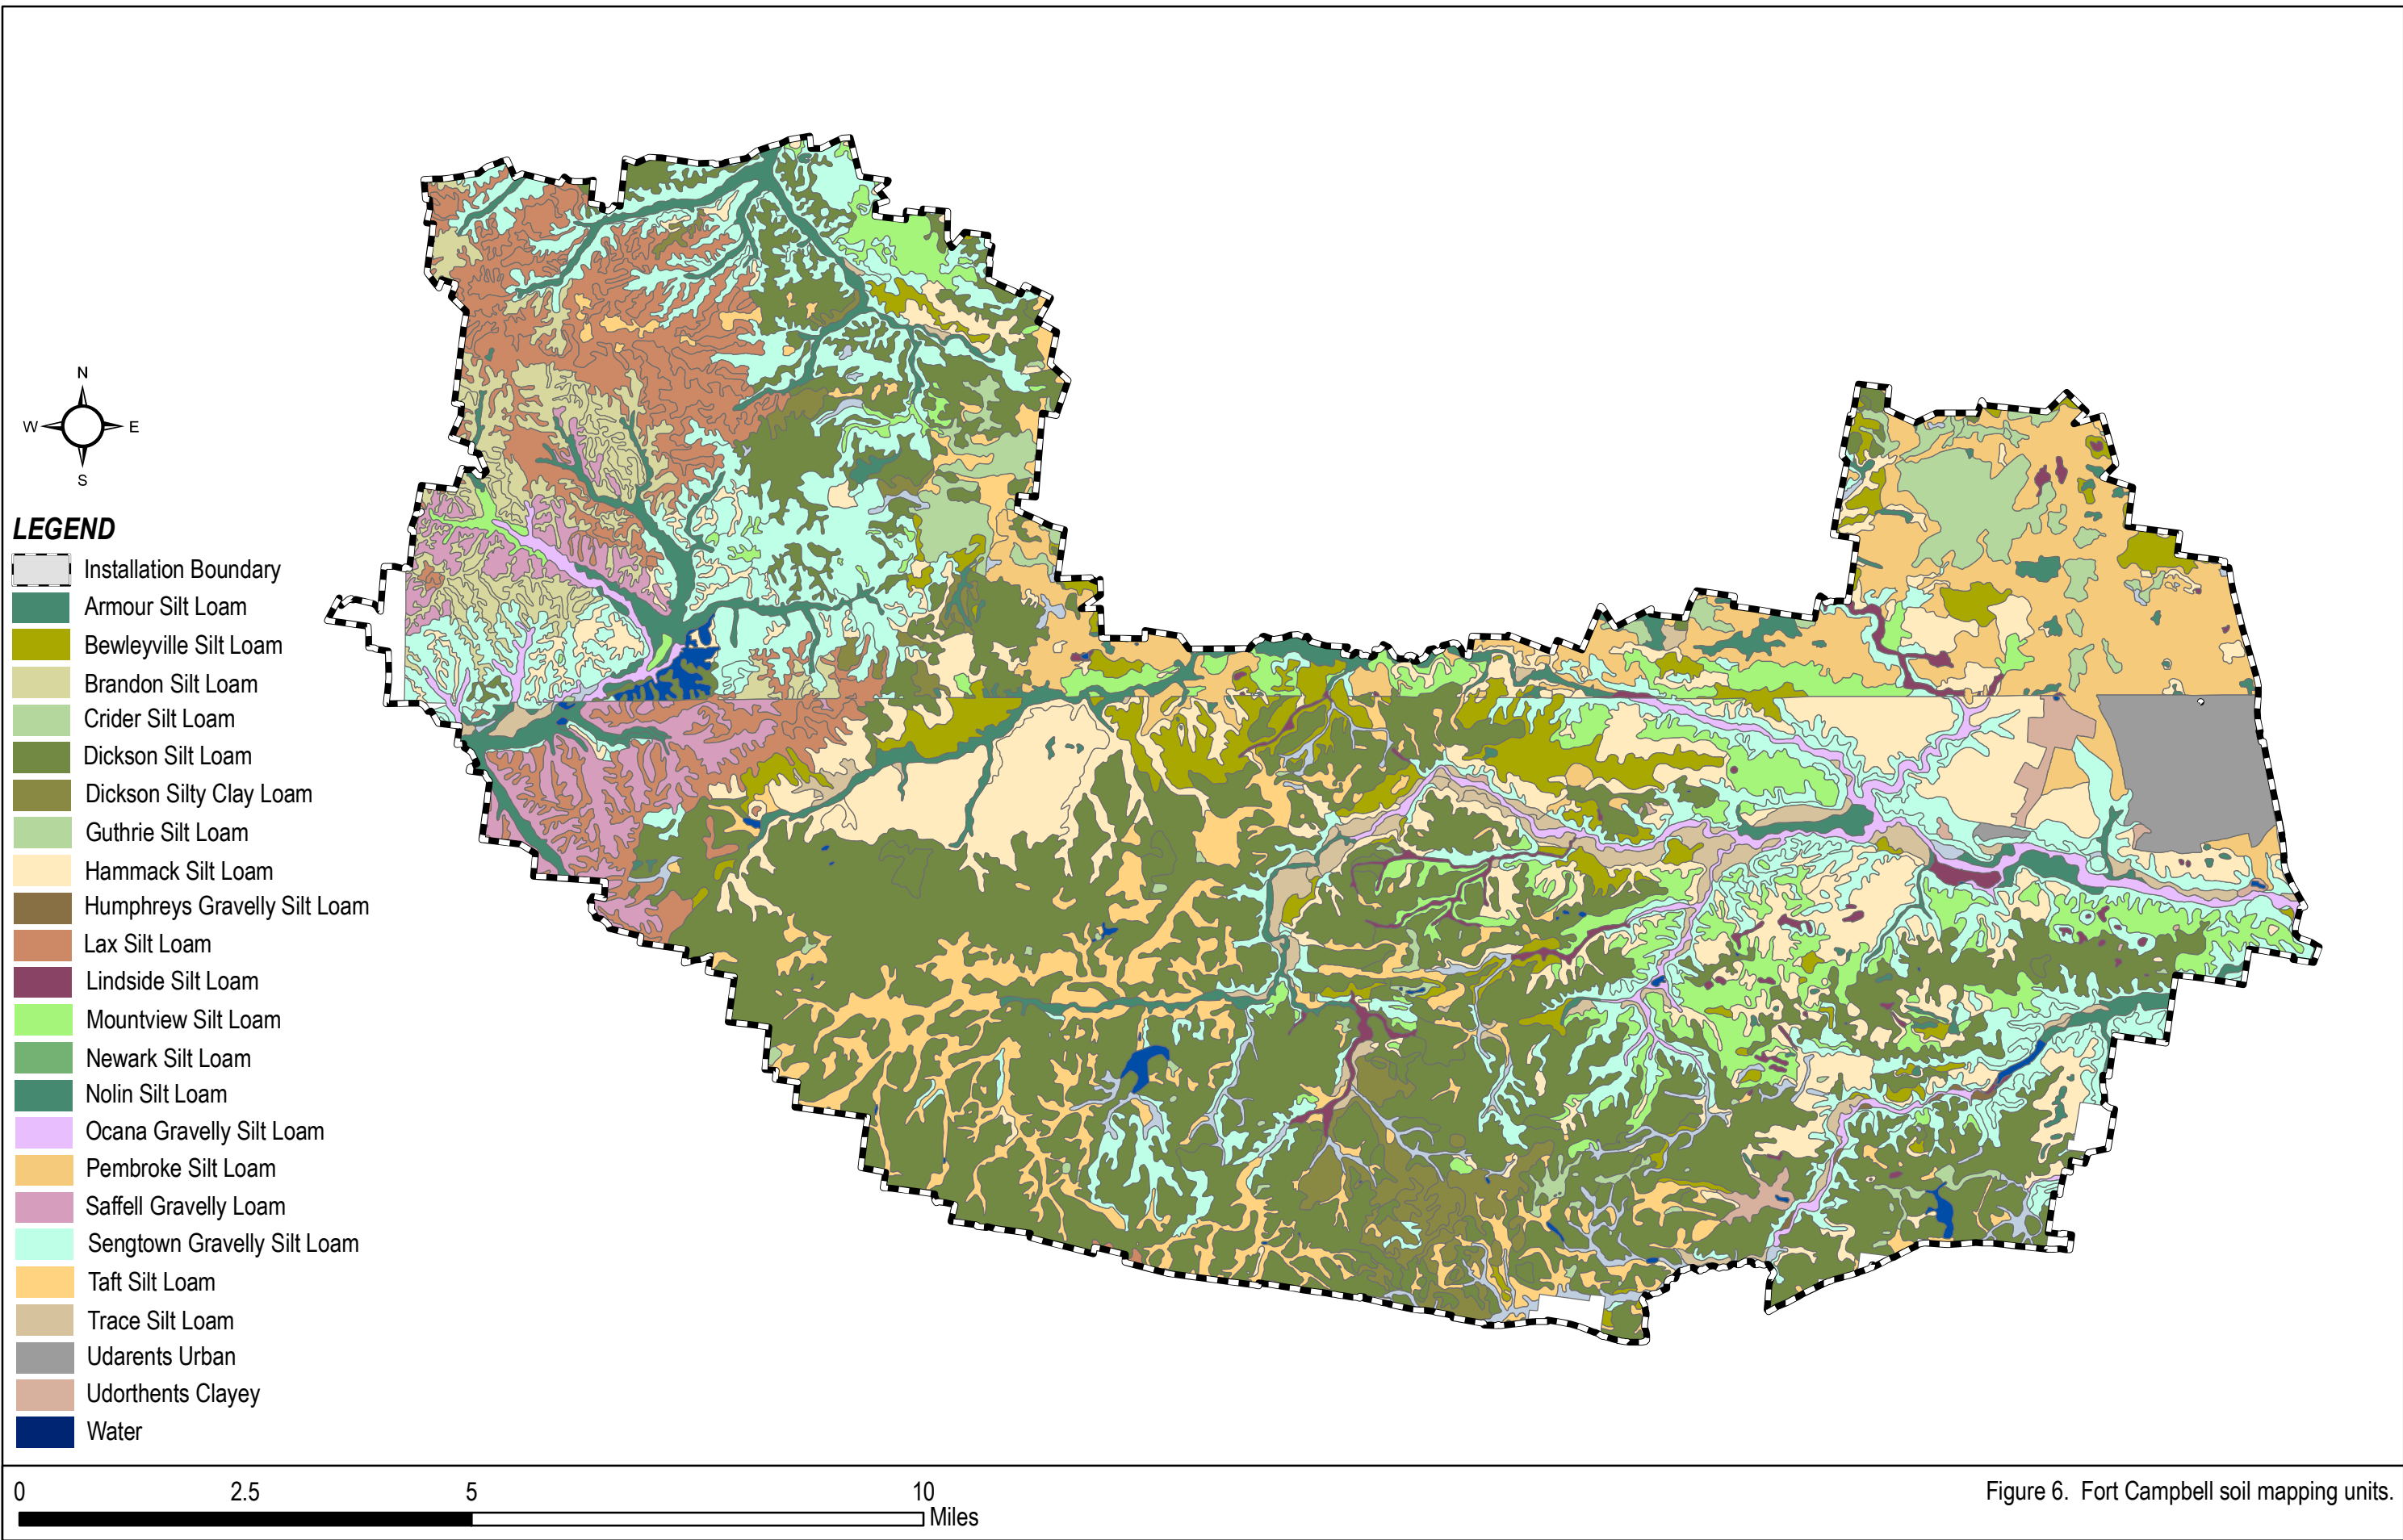 N
W E
S
LEGEND
Installation Boundary
Armour Silt Loam
Bewleyville Silt Loam
Brandon Silt Loam
Crider Silt Loam
Dickson Silt Loam
Dickson Silty Clay Loam
Guthrie Silt Loam
Hammack Silt Loam
Humphreys Gravelly Silt Loam
Lax Silt Loam
Lindside Silt Loam
Mountview Silt Loam
Newark Silt Loam
Nolin Silt Loam
Ocana Gravelly Silt Loam
Pembroke Silt Loam
Saffell Gravelly Loam
Sengtown Gravelly Silt Loam
Taft Silt Loam
Trace Silt Loam
Udarents Urban
Udorthents Clayey
Water
0 2.5 5 10
Miles
Figure 6. Fort Campbell soil mapping units.